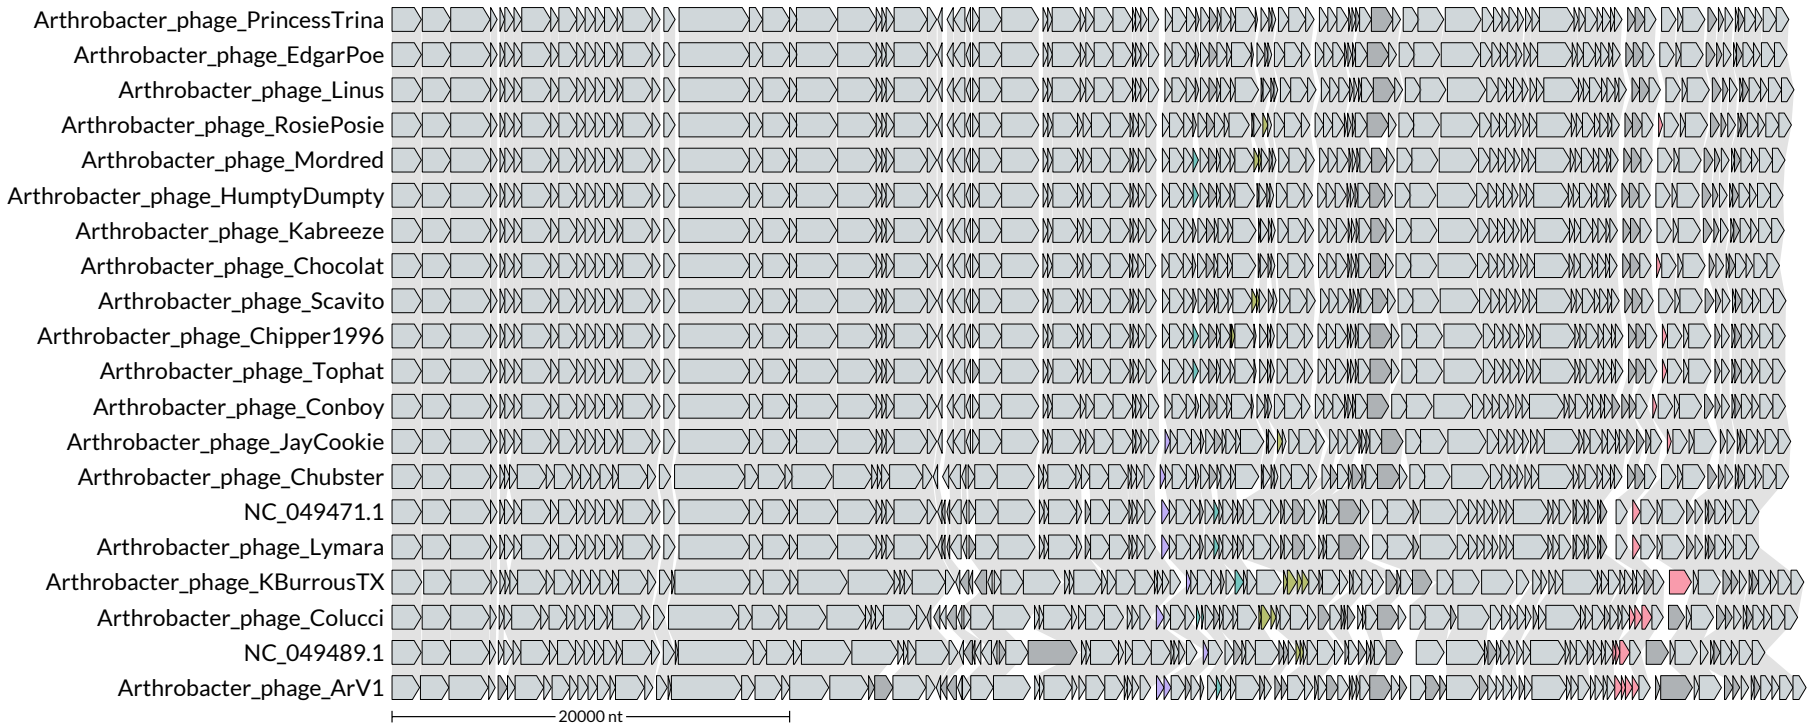 Arthrobacter_phage_PrincessTrina
Arthrobacter_phage_EdgarPoe
Arthrobacter_phage_Linus
Arthrobacter_phage_RosiePosie
Arthrobacter_phage_Mordred
Arthrobacter_phage_HumptyDumpty
Arthrobacter_phage_Kabreeze
Arthrobacter_phage_Chocolat
Arthrobacter_phage_Scavito
Arthrobacter_phage_Chipper1996
Arthrobacter_phage_Tophat
Arthrobacter_phage_Conboy
Arthrobacter_phage_JayCookie
Arthrobacter_phage_Chubster
NC_049471.1
Arthrobacter_phage_Lymara
Arthrobacter_phage_KBurrousTX
Arthrobacter_phage_Colucci
NC_049489.1
Arthrobacter_phage_ArV1
20000 nt